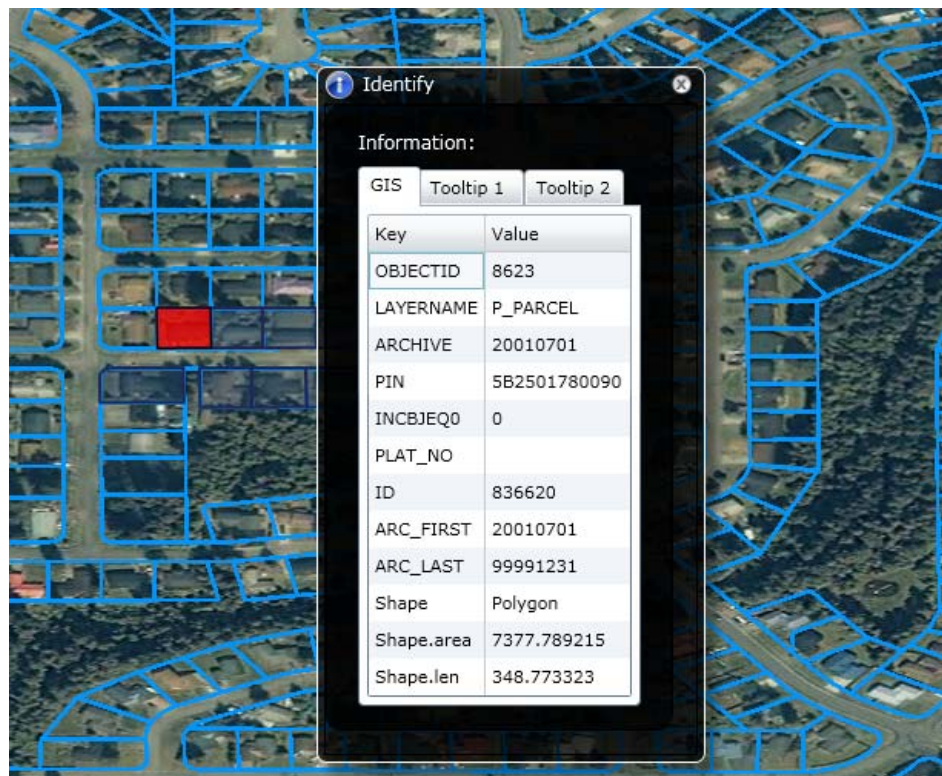 Identify
Information:
GIS Tooltip 1 Tooltip 2
Key Value
OBJECTID 8623
LAYERNAME P_PARCEL
ARCHIVE 20010701
PIN 5B2501780090
INCBJEQ0 0
PLAT_NO
ID 836620
ARC_FIRST 20010701
ARC_LAST 99991231
Shape Polygon
Shape.area 7377.789215
Shape.len 348.773323